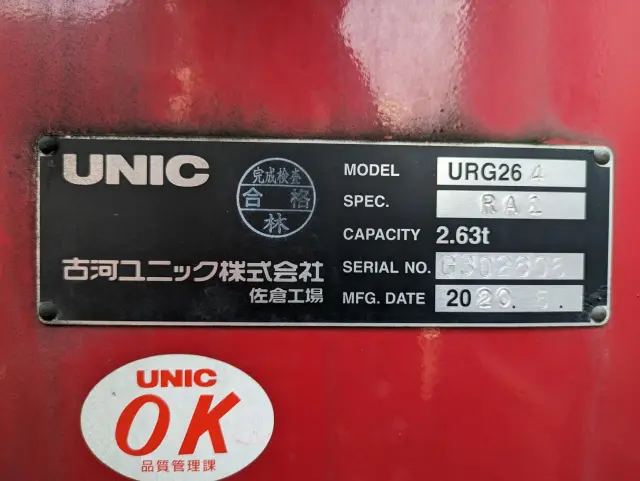 UNIC
完成検査
合格
林
古河ユニック株式会社
佐倉工場
MODEL URG264
SPEC. RA1
CAPACITY 2.63t
SERIAL NO.
MFG. DATE 2020. 5.
UNIC
OK
品質管理課